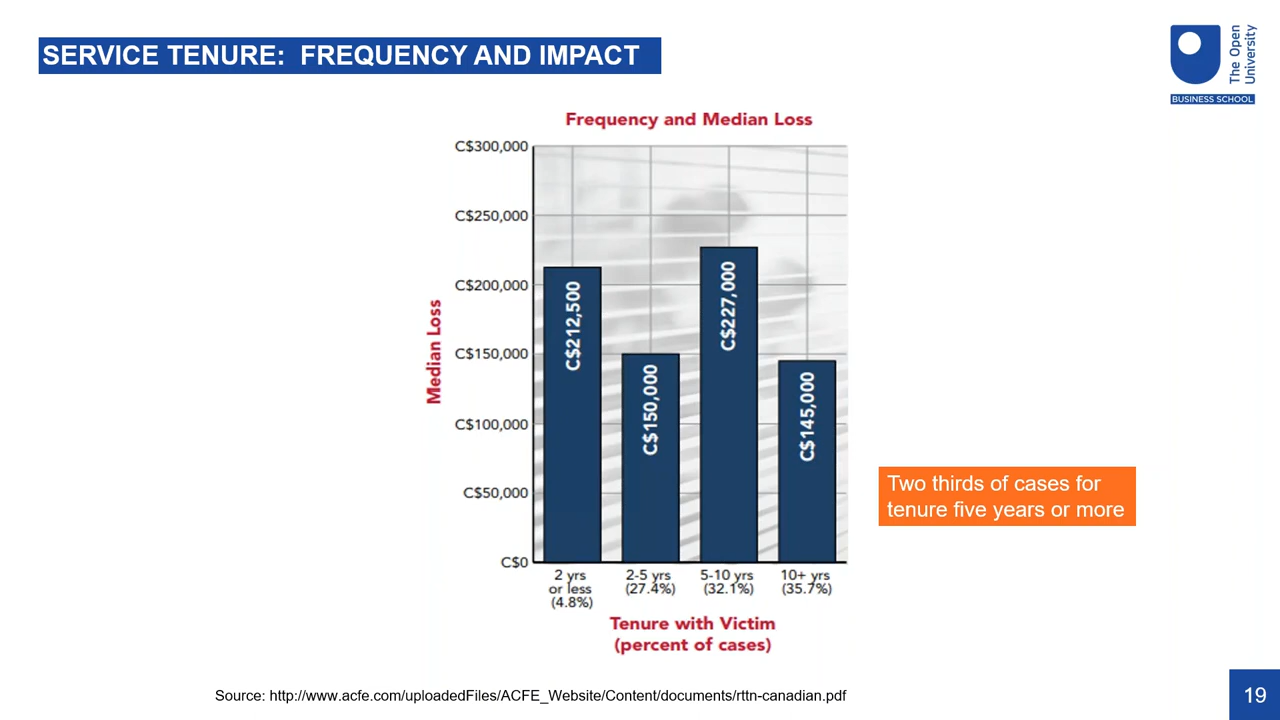 SERVICE TENURE:  FREQUENCY AND IMPACT
The Open
University
BUSINESS SCHOOL
Frequency and Median Loss
C$300,000
C$250,000
C$200,000
C$150,000
C$100,000
C$50,000
C$0
Median Loss
C$212,500
C$150,000
C$227,000
C$145,000
2 yrs
or less
(4.8%)
2-5 yrs
(27.4%)
5-10 yrs
(32.1%)
10+ yrs
(35.7%)
Tenure with Victim
(percent of cases)
Two thirds of cases for
tenure five years or more
Source: http://www.acfe.com/uploadedFiles/ACFE_Website/Content/documents/rttn-canadian.pdf
19